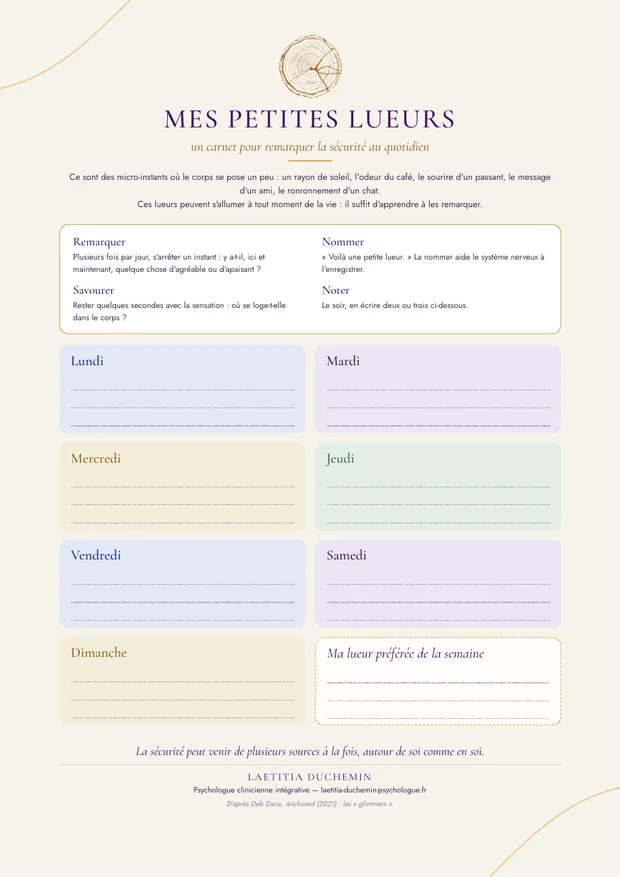 MES PETITES LUEURS
un carnet pour remarquer la sécurité au quotidien
Ce sont des micro-instants où le corps se pose un peu : un rayon de soleil, l'odeur du café, le sourire d'un passant, le message
d'un ami, le ronronnement d'un chat.
Ces lueurs peuvent s'allumer à tout moment de la vie : il suffit d'apprendre à les remarquer.
Remarquer
Plusieurs fois par jour, s'arrêter un instant : y a-t-il, ici et
maintenant, quelque chose d'agréable ou d'apaisant ?
Nommer
« Voilà une petite lueur. » La nommer aide le système nerveux à
l'enregistrer.
Savourer
Rester quelques secondes avec la sensation : où se loge-t-elle
dans le corps ?
Noter
Le soir, en écrire deux ou trois ci-dessous.
Lundi
Mardi
Mercredi
Jeudi
Vendredi
Samedi
Dimanche
Ma lueur préférée de la semaine
La sécurité peut venir de plusieurs sources à la fois, autour de soi comme en soi.
LAETITIA DUCHEMIN
Psychologue clinicienne intégrative — laetitia-duchemin-psychologue.fr
D'après Deb Dana, Anchored (2021) : les « glimmers ».